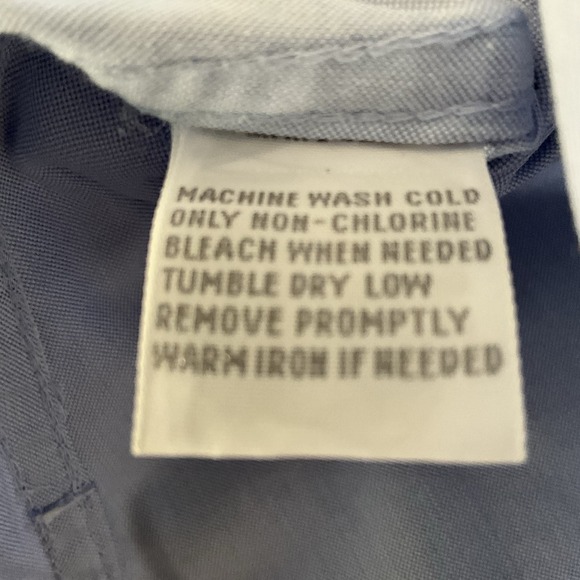 MACHINE WASH COLD
ONLY NON-CHLORINE
BLEACH WHEN NEEDED
TUMBLE DRY LOW
REMOVE PROMPTLY
WARM IRON IF NEEDED